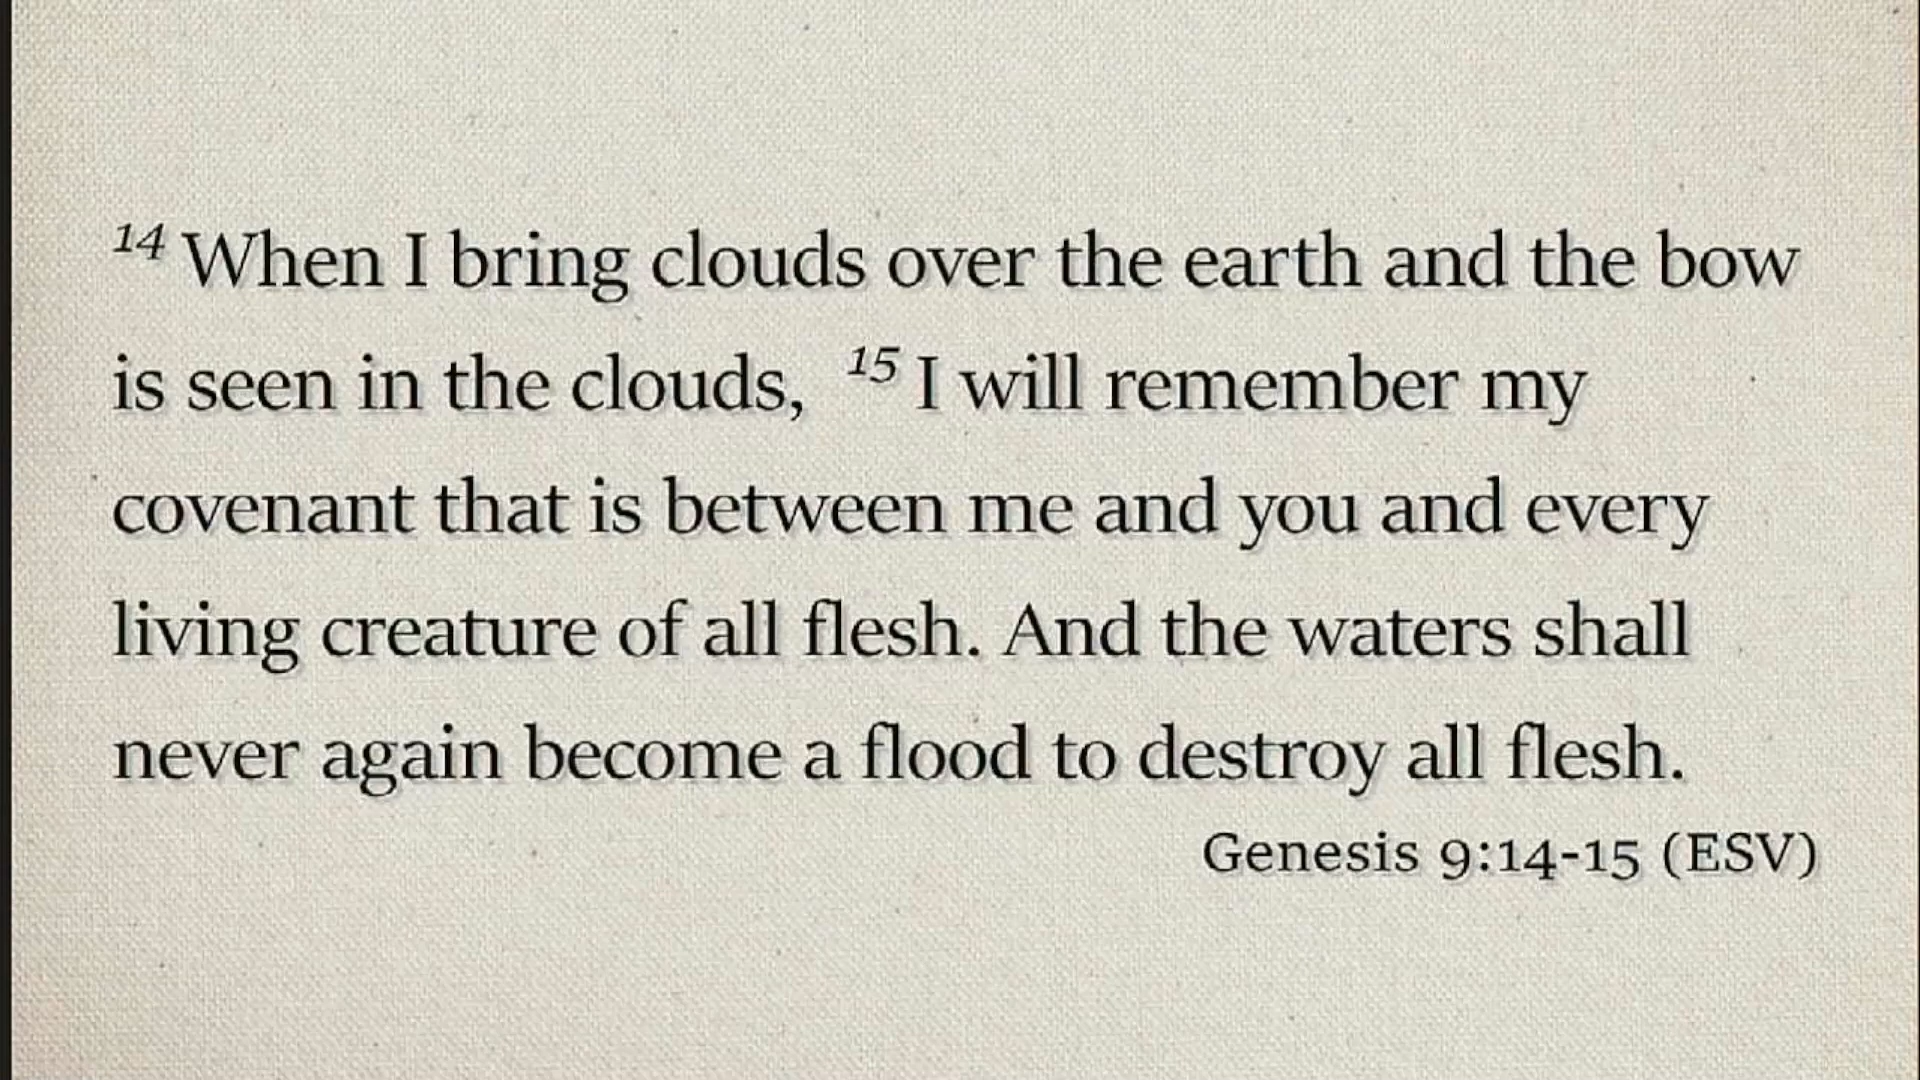 14 When I bring clouds over the earth and the bow
is seen in the clouds, 15 I will remember my
covenant that is between me and you and every
living creature of all flesh. And the waters shall
never again become a flood to destroy all flesh.
Genesis 9:14-15 (ESV)